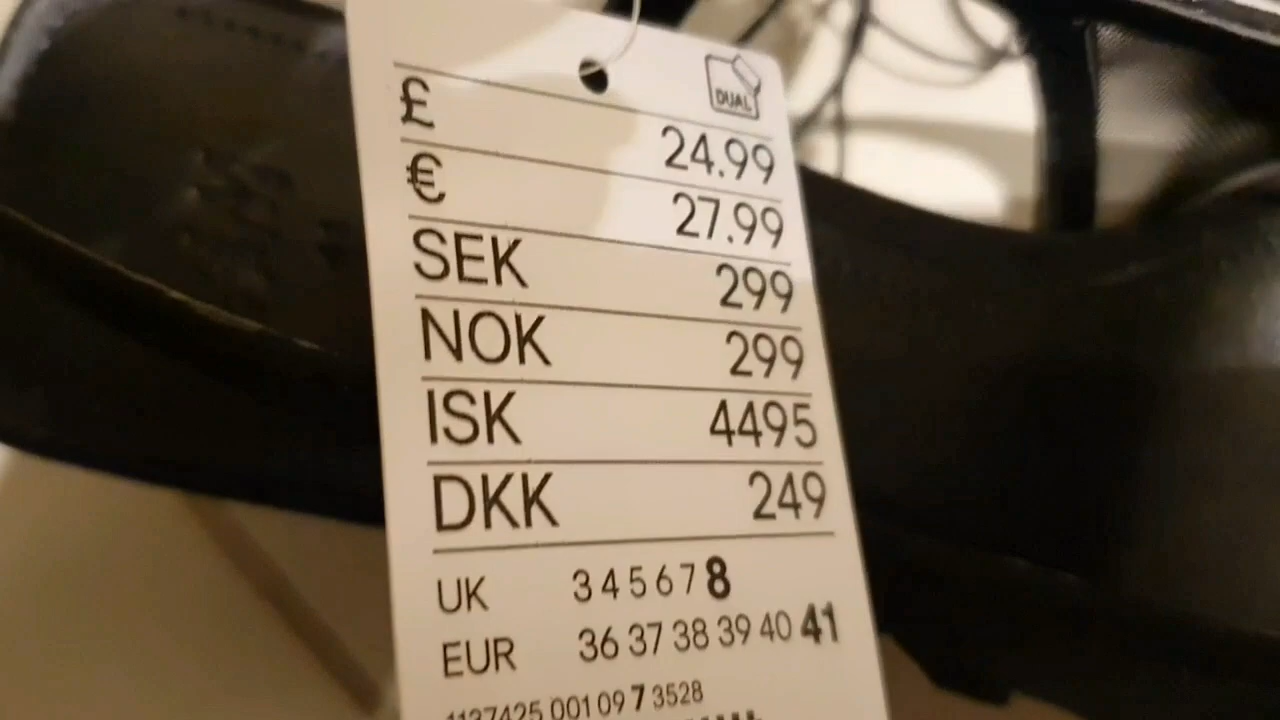 DUAL
£ 24.99
€ 27.99
SEK 299
NOK 299
ISK 4495
DKK 249
UK 3 4 5 6 7 8
EUR 36 37 38 39 40 41
1137425 001 09 7 3528